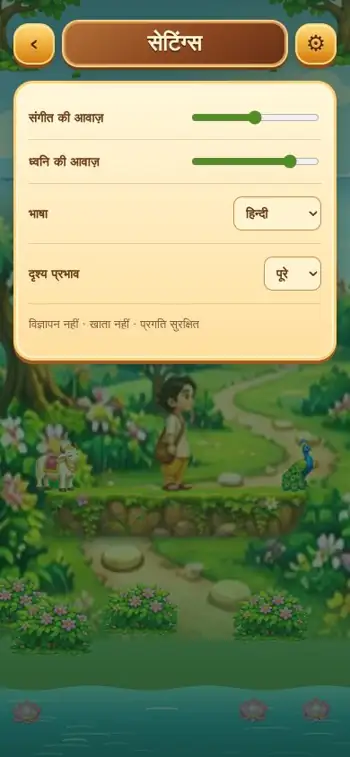 सेटिंग्स
संगीत की आवाज़
ध्वनि की आवाज़
भाषा
हिन्दी
दृश्य प्रभाव
पूरे
विज्ञापन नहीं · खाता नहीं · प्रगति सुरक्षित